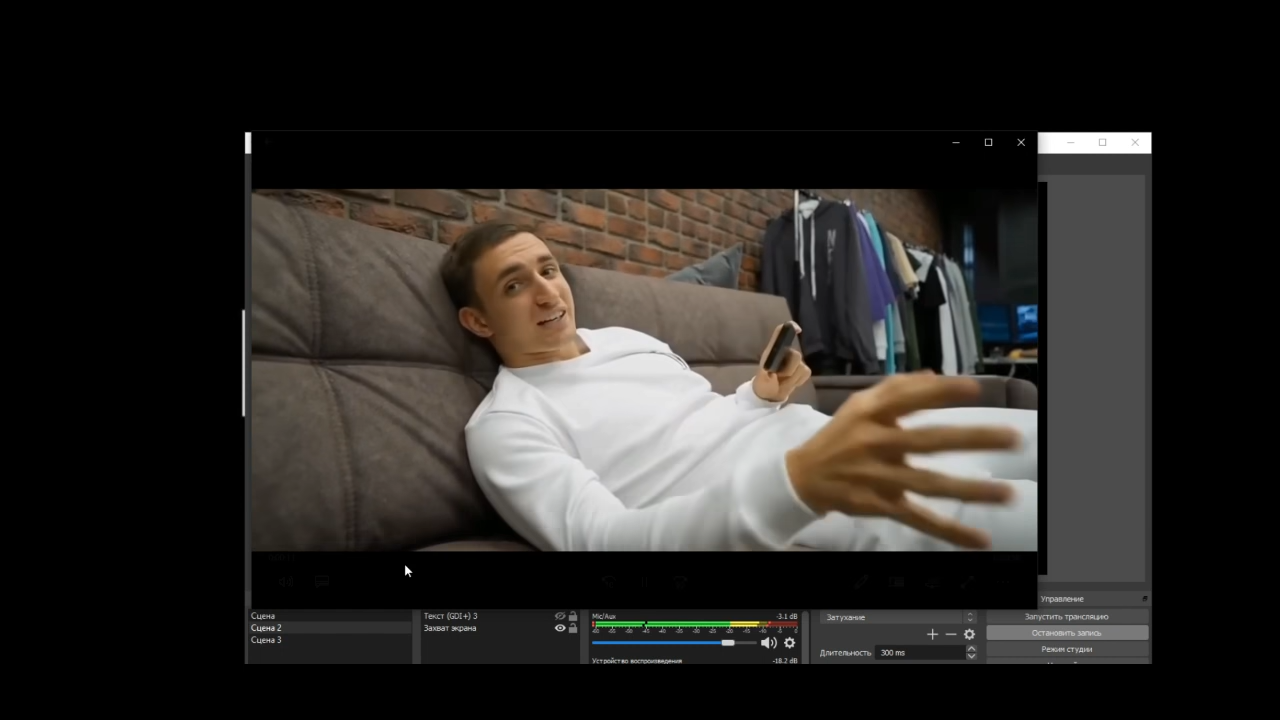 Сцена
Сцена 2
Сцена 3
Текст (GDI+) 3
Захват экрана
Mic/Aux
-3.1 dB
Устройство воспроизведения
-18.2 dB
Затухание
Длительность
300 ms
Управление
Запустить трансляцию
Остановить запись
Режим студии